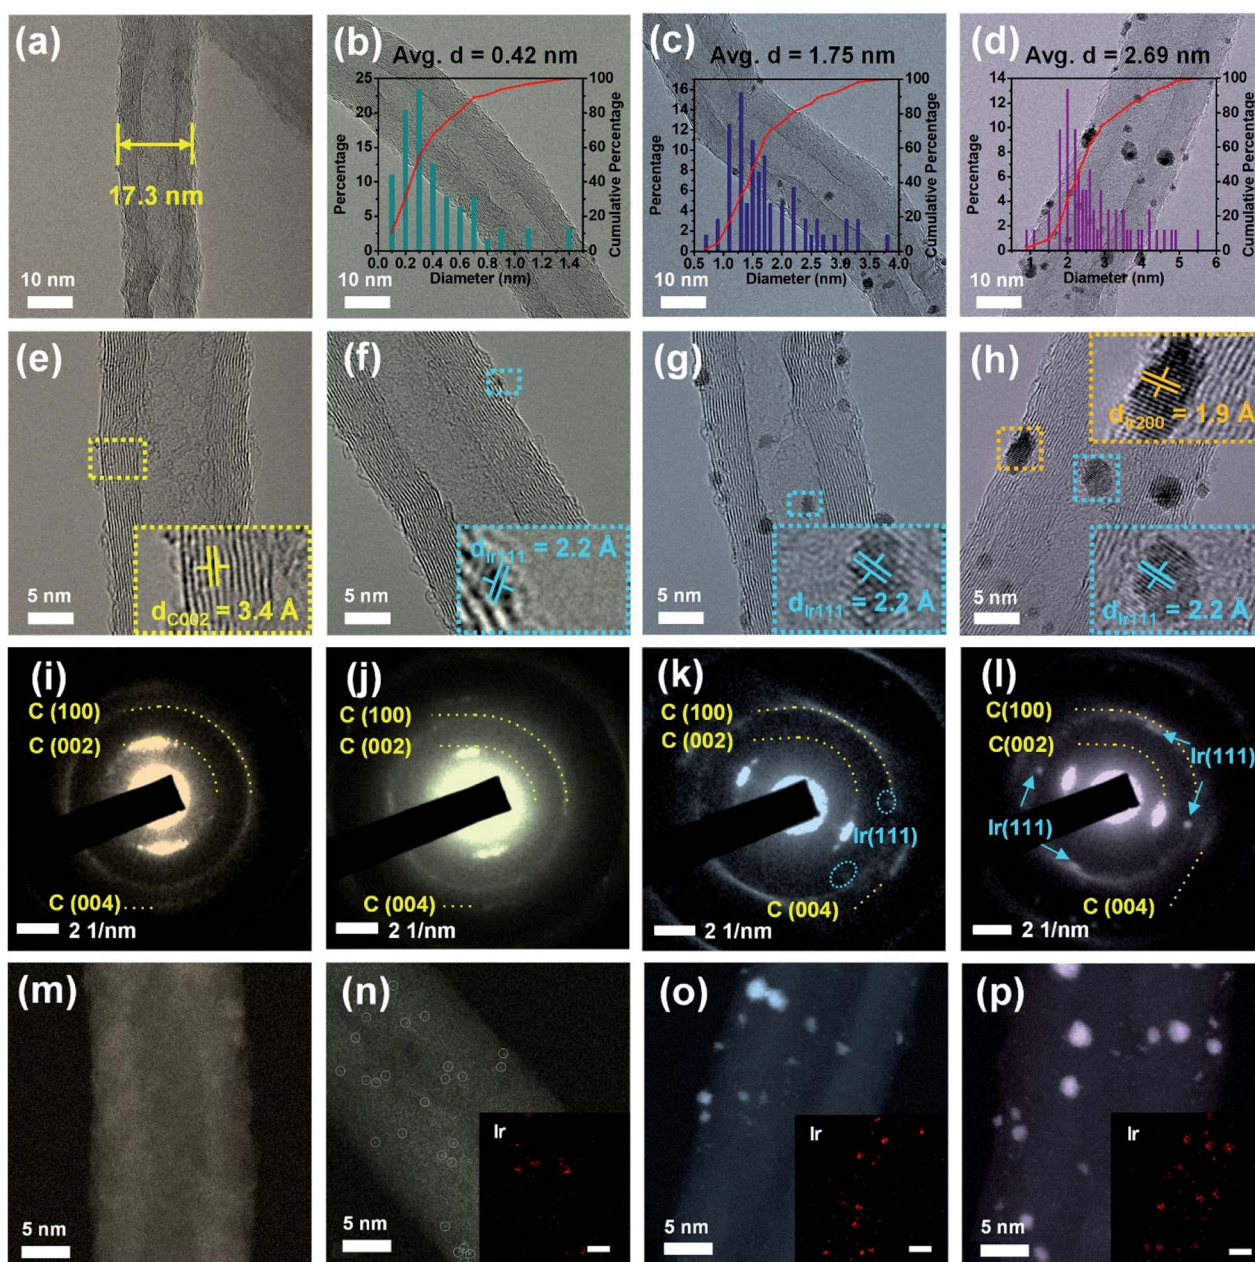 (a)
17.3 nm
10 nm
(b)
Avg. d = 0.42 nm
25
20
15
10
5
0
Percentage
100
80
60
40
20
0
Cumulative Percentage
0.0 0.2 0.4 0.6 0.8 1.0 1.2 1.4
Diameter (nm)
10 nm
(c)
Avg. d = 1.75 nm
16
14
12
10
8
6
4
2
0
Percentage
100
80
60
40
20
0
Cumulative Percentage
0.5 1.0 1.5 2.0 2.5 3.0 3.5 4.0
Diameter (nm)
10 nm
(d)
Avg. d = 2.69 nm
14
12
10
8
6
4
2
0
Percentage
100
80
60
40
20
0
Cumulative Percentage
1 2 3 4 5 6
Diameter (nm)
10 nm
(e)
dC002 = 3.4 Å
5 nm
(f)
dIr111 = 2.2 Å
5 nm
(g)
dIr111 = 2.2 Å
5 nm
(h)
dIr200 = 1.9 Å
dIr111 = 2.2 Å
5 nm
(i)
C (100)
C (002)
C (004)
2 1/nm
(j)
C (100)
C (002)
C (004)
2 1/nm
(k)
C (100)
C (002)
Ir(111)
C (004)
2 1/nm
(l)
C(100)
C(002)
Ir(111)
Ir(111)
C (004)
2 1/nm
(m)
5 nm
(n)
Ir
5 nm
(o)
Ir
5 nm
(p)
Ir
5 nm